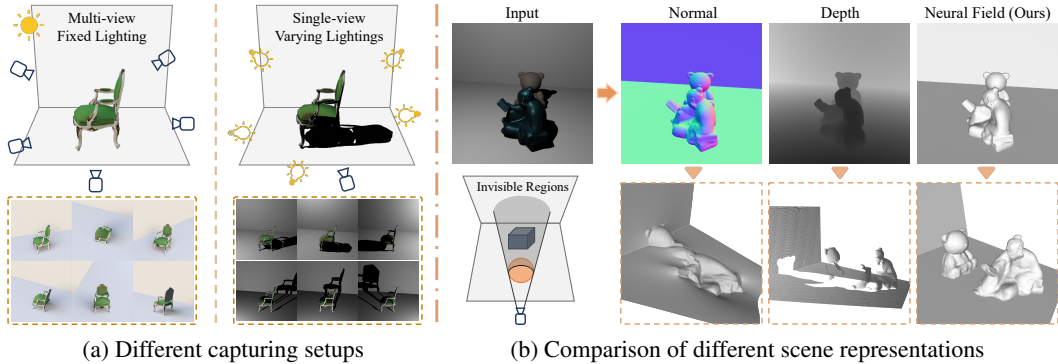 Multi-view
Fixed Lighting
Single-view
Varying Lightings
Input
Normal
Depth
Neural Field (Ours)
Invisible Regions
(a) Different capturing setups
(b) Comparison of different scene representations